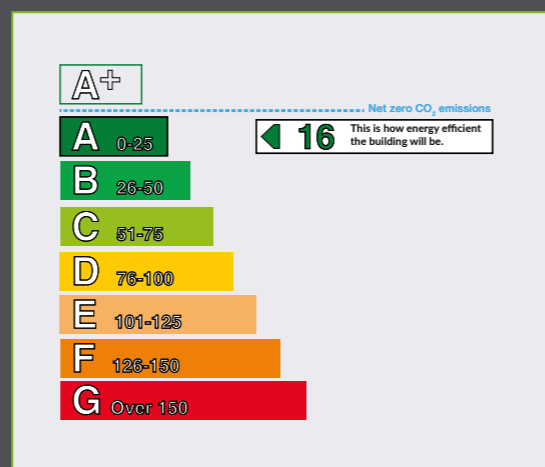 A+
Net zero CO₂ emissions
A 0-25
16 This is how energy efficient
the building will be.
B 26-50
C 51-75
D 76-100
E 101-125
F 126-150
G Over 150